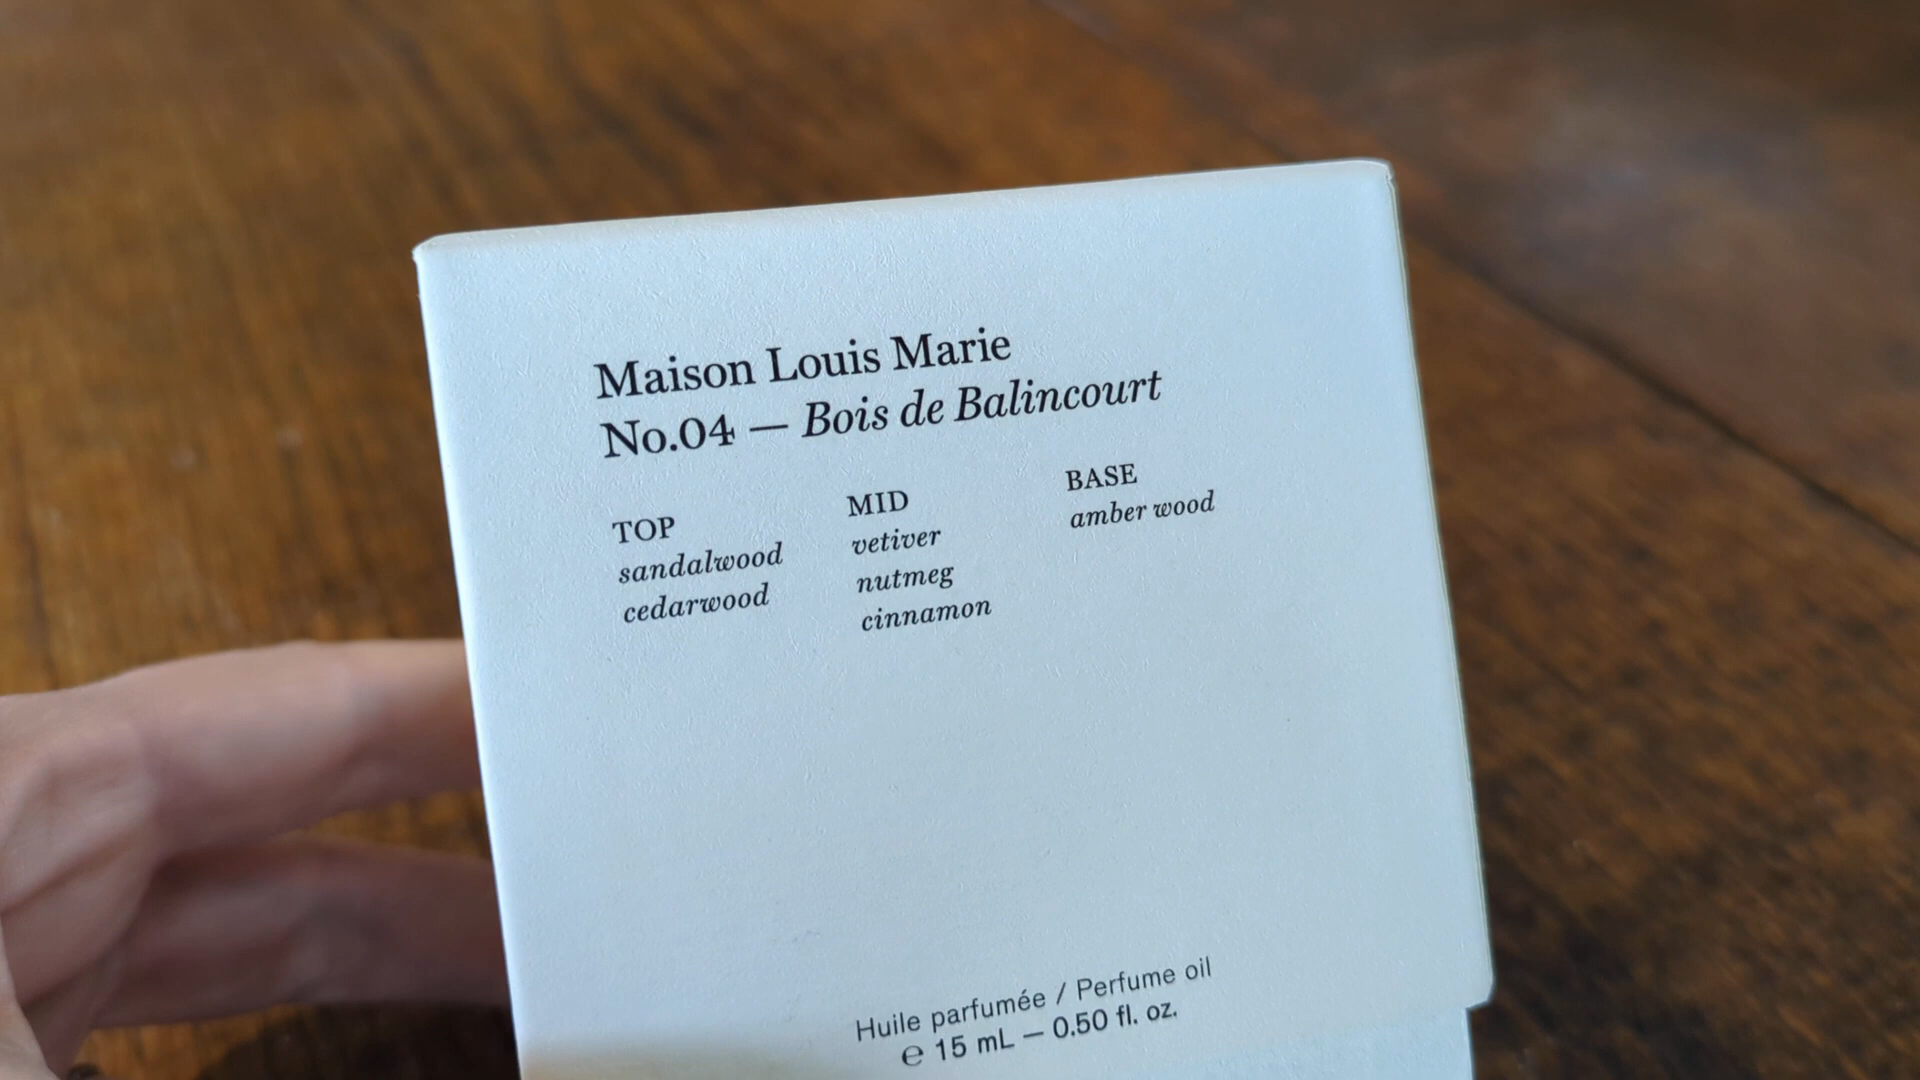 Maison Louis Marie
No.04 — Bois de Balincourt
TOP
sandalwood
cedarwood
MID
vetiver
nutmeg
cinnamon
BASE
amber wood
Huile parfumée / Perfume oil
℮ 15 mL — 0.50 fl. oz.